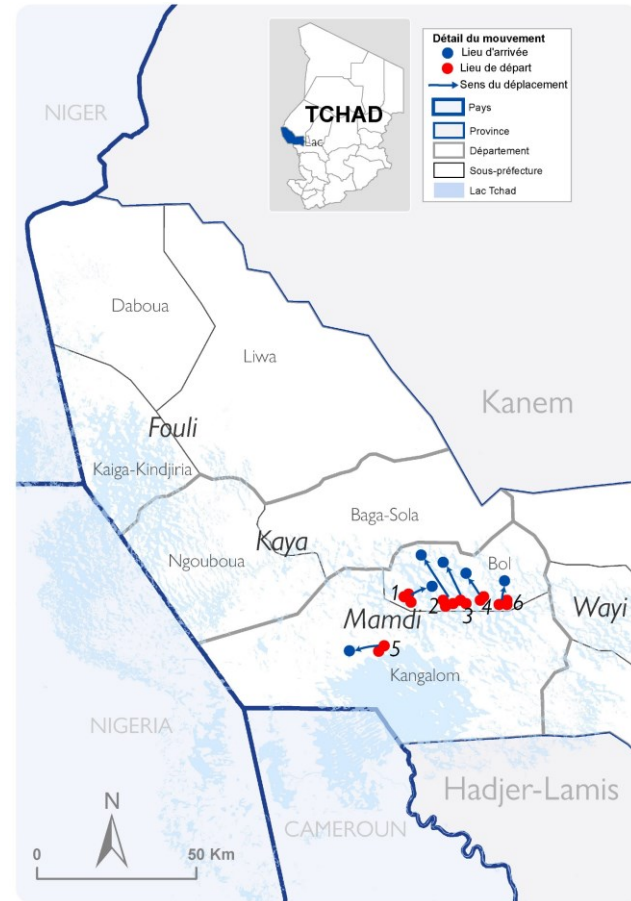 Détail du mouvement
Lieu d'arrivée
Lieu de départ
Sens du déplacement
Pays
Province
Département
Sous-préfecture
Lac Tchad
TCHAD
Lac
NIGER
Daboua
Liwa
Kanem
Fouli
Kaiga-Kindjiria
Baga-Sola
Ngouboua
Kaya
Bol
1
2
3
4
6
Mamdi
Wayi
5
Kangalom
NIGERIA
Hadjer-Lamis
CAMEROUN
N
0
50 Km